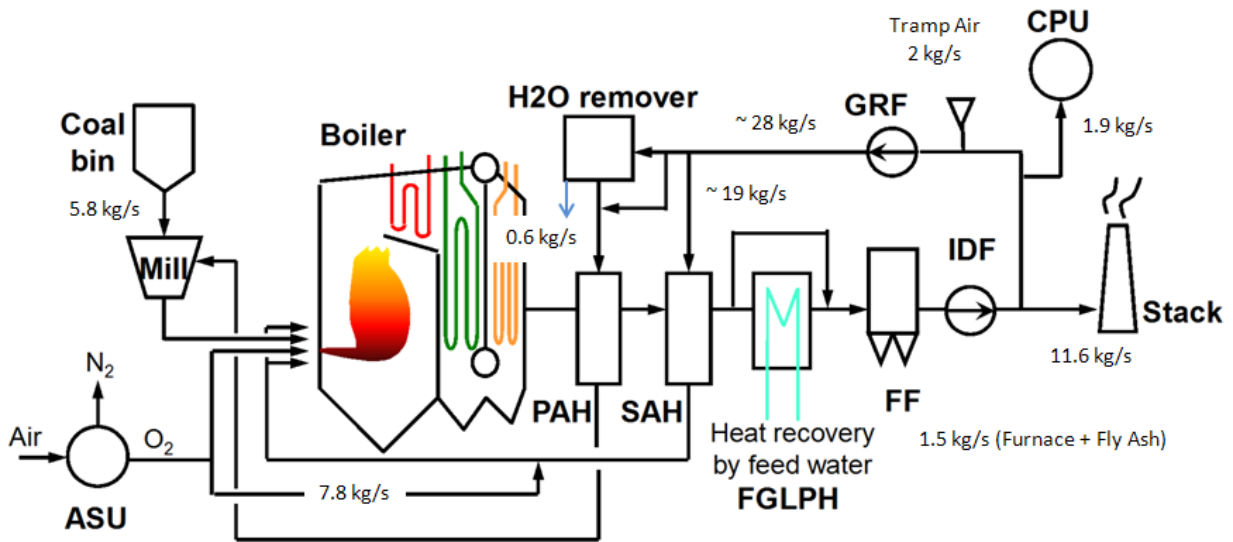 Tramp Air
2 kg/s
CPU
H2O remover
GRF
Coal
bin
Boiler
~ 28 kg/s
1.9 kg/s
5.8 kg/s
~ 19 kg/s
0.6 kg/s
Mill
IDF
Stack
N2
11.6 kg/s
PAH
SAH
FF
Air
O2
Heat recovery
by feed water
FGLPH
1.5 kg/s (Furnace + Fly Ash)
7.8 kg/s
ASU